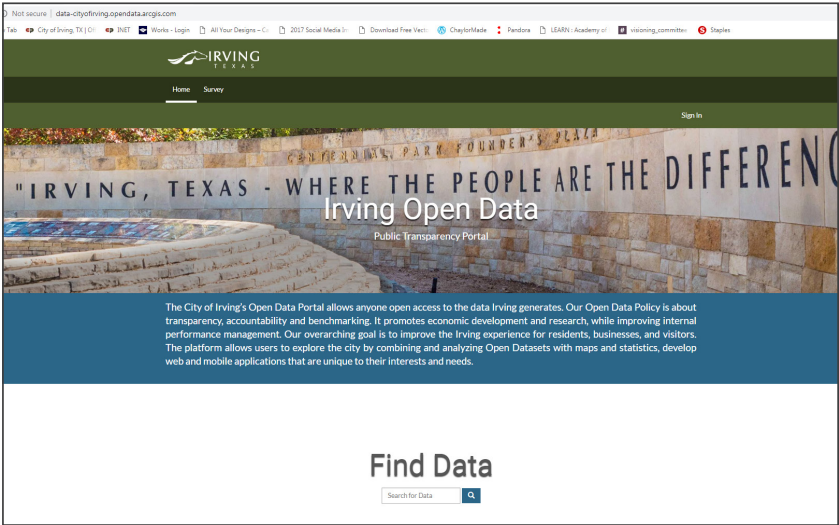 Not secure | data-cityofirving.opendata.arcgis.com
Tab City of Irving, TX | Of INET Works - Login All Your Designs – Ca 2017 Social Media In Download Free Vecto ChaylorMade Pandora LEARN : Academy of visioning_committee Staples
IRVING
TEXAS
Home Survey
Sign In
CENTENNIAL PARK FOUNDER'S PLAZA
"IRVING, TEXAS - WHERE THE PEOPLE ARE THE DIFFERENC
Irving Open Data
Public Transparency Portal
The City of Irving's Open Data Portal allows anyone open access to the data Irving generates. Our Open Data Policy is about
transparency, accountability and benchmarking. It promotes economic development and research, while improving internal
performance management. Our overarching goal is to improve the Irving experience for residents, businesses, and visitors.
The platform allows users to explore the city by combining and analyzing Open Datasets with maps and statistics, develop
web and mobile applications that are unique to their interests and needs.
Find Data
Search for Data